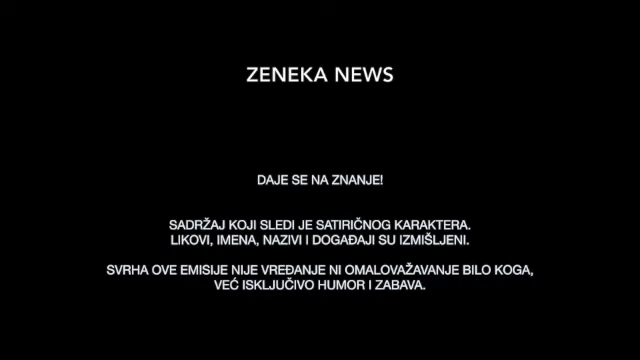 ZENEKA NEWS
DAJE SE NA ZNANJE!
SADRŽAJ KOJI SLEDI JE SATIRIČNOG KARAKTERA.
LIKOVI, IMENA, NAZIVI I DOGAĐAJI SU IZMIŠLJENI.
SVRHA OVE EMISIJE NIJE VREĐANJE NI OMALOVAŽAVANJE BILO KOGA,
VEĆ ISKLJUČIVO HUMOR I ZABAVA.